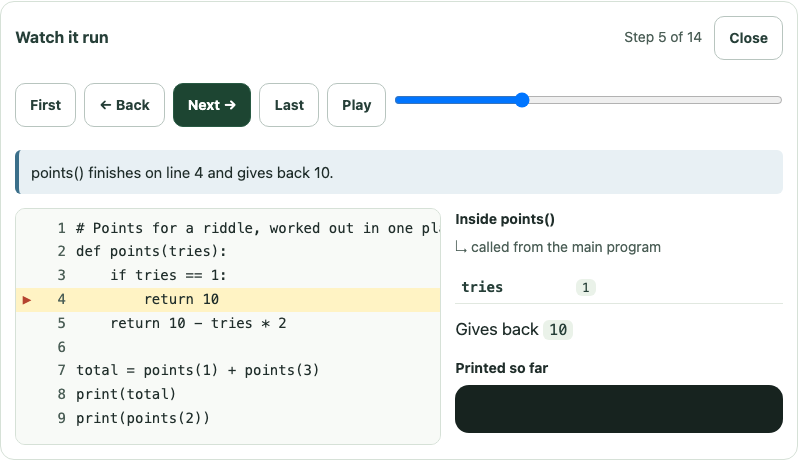 Watch it run
Step 5 of 14
Close
First
← Back
Next →
Last
Play
points() finishes on line 4 and gives back 10.
1 # Points for a riddle, worked out in one pl
2 def points(tries):
3     if tries == 1:
▶ 4         return 10
5     return 10 - tries * 2
6
7 total = points(1) + points(3)
8 print(total)
9 print(points(2))
Inside points()
↳ called from the main program
tries 1
Gives back 10
Printed so far